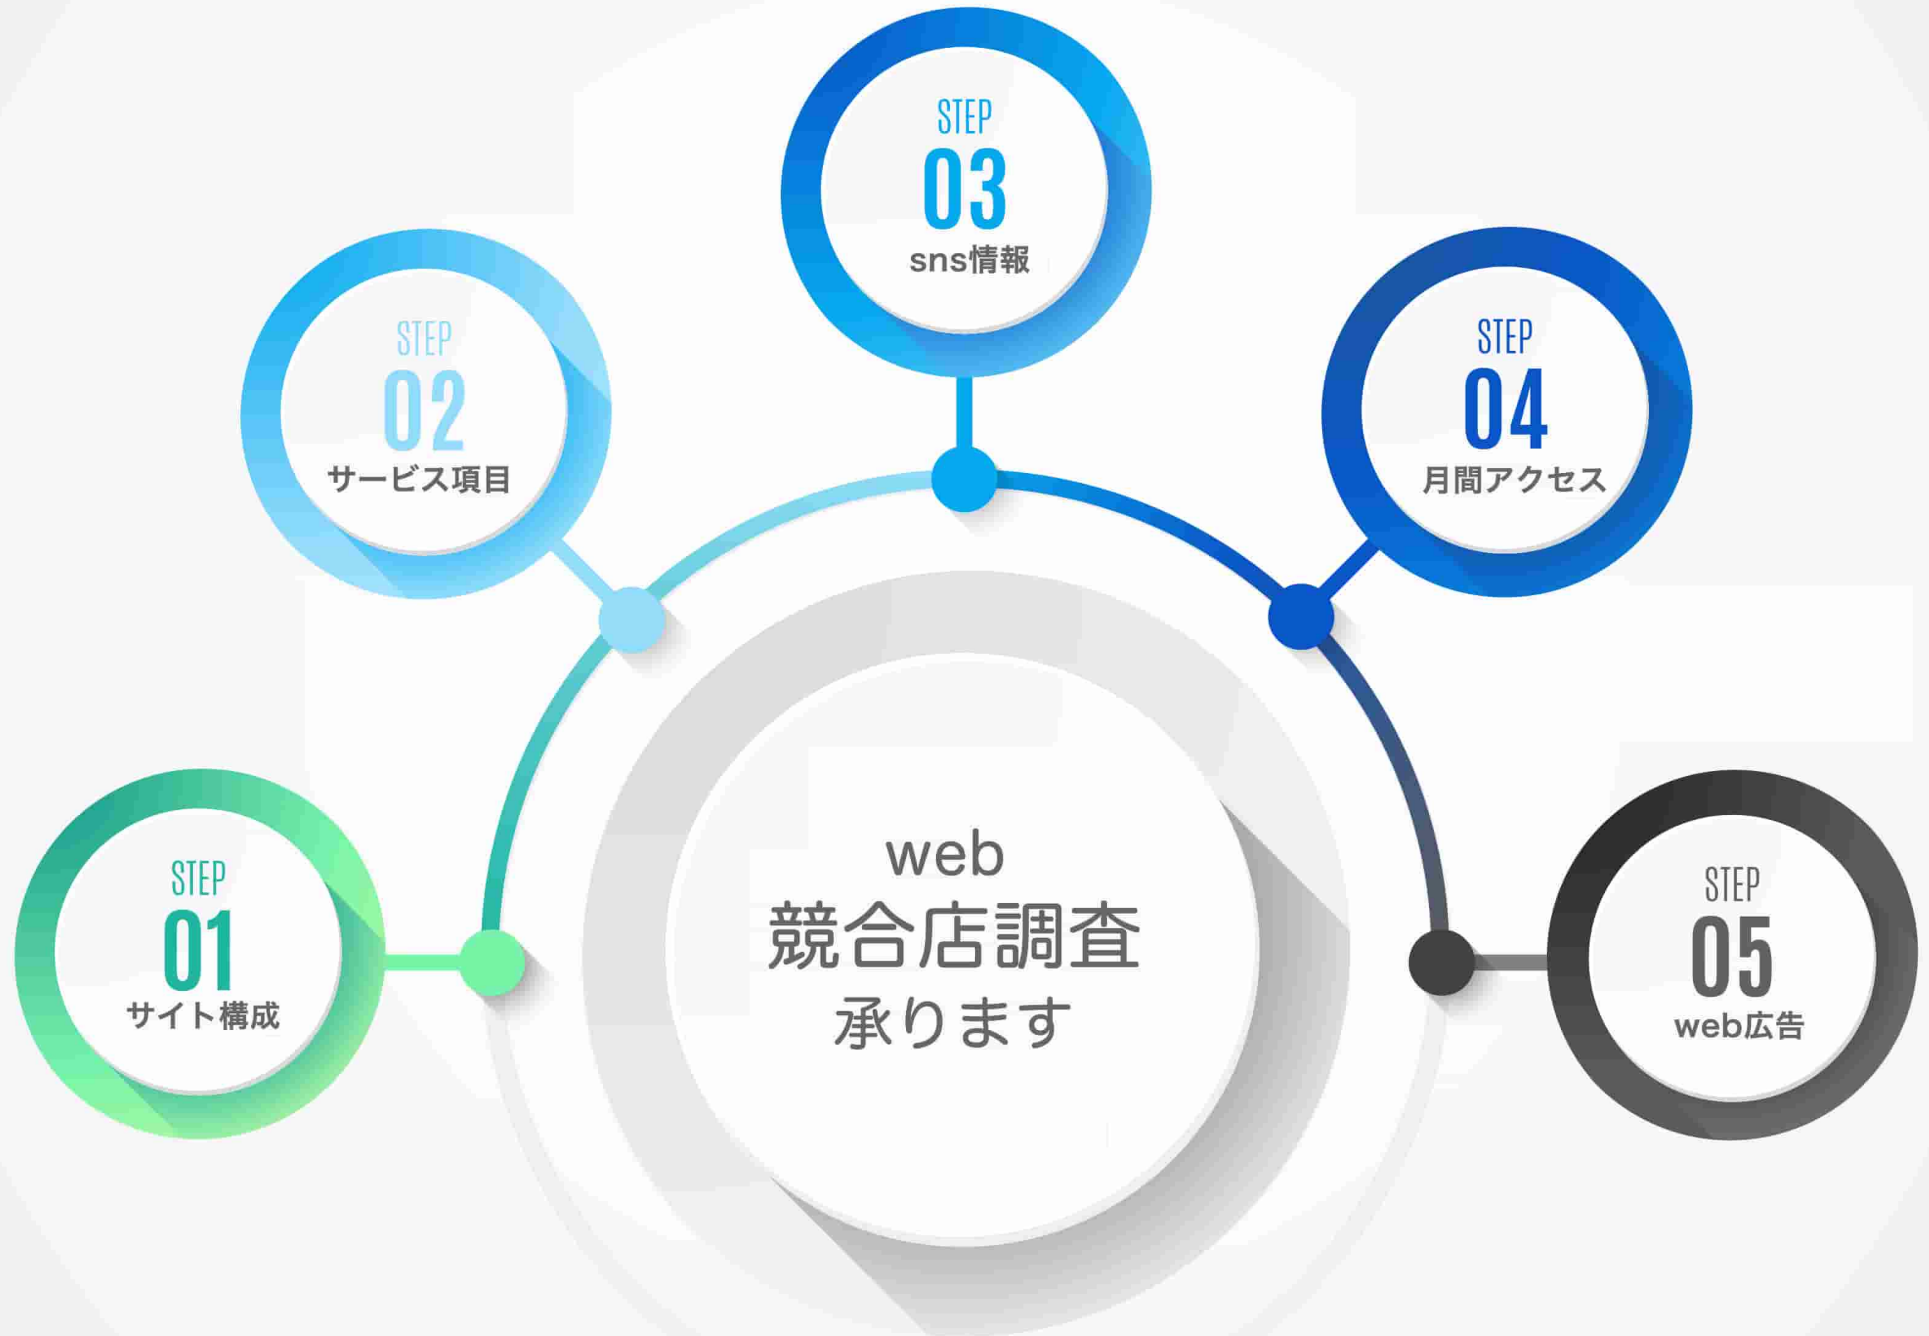 STEP
01
サイト構成
STEP
02
サービス項目
STEP
03
sns情報
STEP
04
月間アクセス
STEP
05
web広告
web
競合店調査
承ります